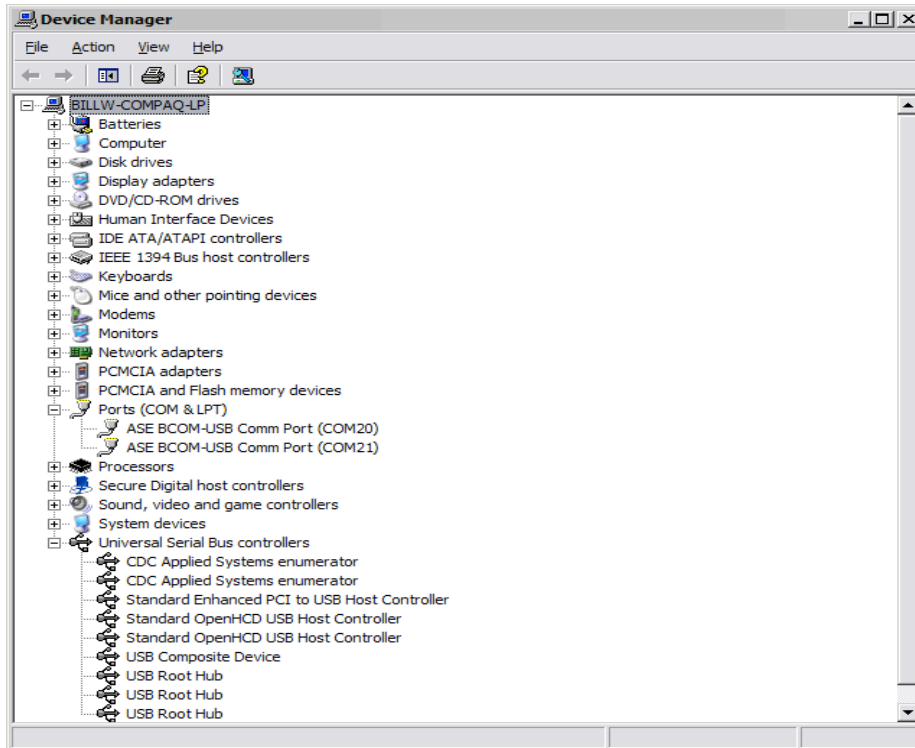 Device Manager
File Action View Help
BILLW-COMPAQ-LP
Batteries
Computer
Disk drives
Display adapters
DVD/CD-ROM drives
Human Interface Devices
IDE ATA/ATAPI controllers
IEEE 1394 Bus host controllers
Keyboards
Mice and other pointing devices
Modems
Monitors
Network adapters
PCMCIA adapters
PCMCIA and Flash memory devices
Ports (COM & LPT)
ASE BCOM-USB Comm Port (COM20)
ASE BCOM-USB Comm Port (COM21)
Processors
Secure Digital host controllers
Sound, video and game controllers
System devices
Universal Serial Bus controllers
CDC Applied Systems enumerator
CDC Applied Systems enumerator
Standard Enhanced PCI to USB Host Controller
Standard OpenHCD USB Host Controller
Standard OpenHCD USB Host Controller
USB Composite Device
USB Root Hub
USB Root Hub
USB Root Hub